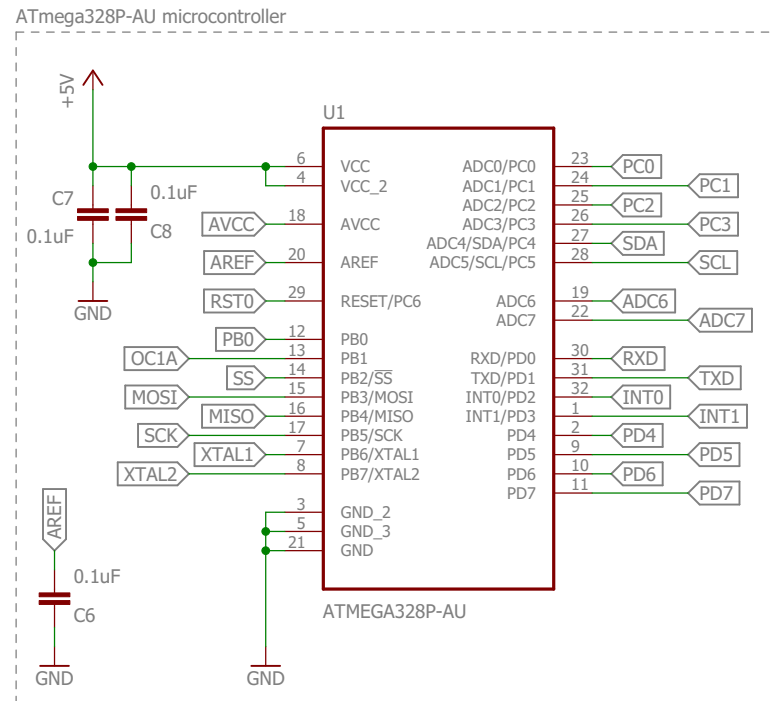 ATmega328P-AU microcontroller
+5V
U1
C7
0.1uF
0.1uF
C8
GND
6 VCC ADC0/PC0 23 PC0
4 VCC_2 ADC1/PC1 24 PC1
ADC2/PC2 25 PC2
AVCC 18 AVCC ADC3/PC3 26 PC3
ADC4/SDA/PC4 27 SDA
AREF 20 AREF ADC5/SCL/PC5 28 SCL
RST0 29 RESET/PC6 ADC6 19 ADC6
ADC7 22 ADC7
PB0 12 PB0
OC1A 13 PB1 RXD/PD0 30 RXD
SS 14 PB2/SS TXD/PD1 31 TXD
MOSI 15 PB3/MOSI INT0/PD2 32 INT0
MISO 16 PB4/MISO INT1/PD3 1 INT1
SCK 17 PB5/SCK PD4 2 PD4
XTAL1 7 PB6/XTAL1 PD5 9 PD5
XTAL2 8 PB7/XTAL2 PD6 10 PD6
PD7 11 PD7
3 GND_2
5 GND_3
21 GND
AREF
0.1uF
C6
GND
GND
ATMEGA328P-AU